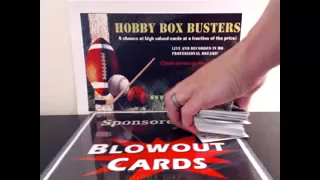 HOBBY BOX BUSTERS
A chance at high valued cards at a fraction of the price!
LIVE AND RECORDED IN HD
PROFESSIONAL BREAKS!
Sponsored
BLOWOUT
CARDS